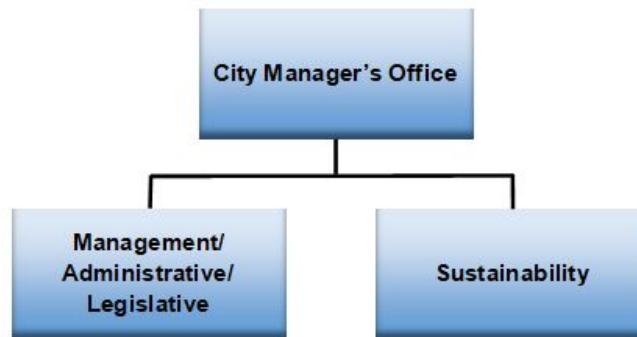 City Manager’s Office
Management/
Administrative/
Legislative
Sustainability